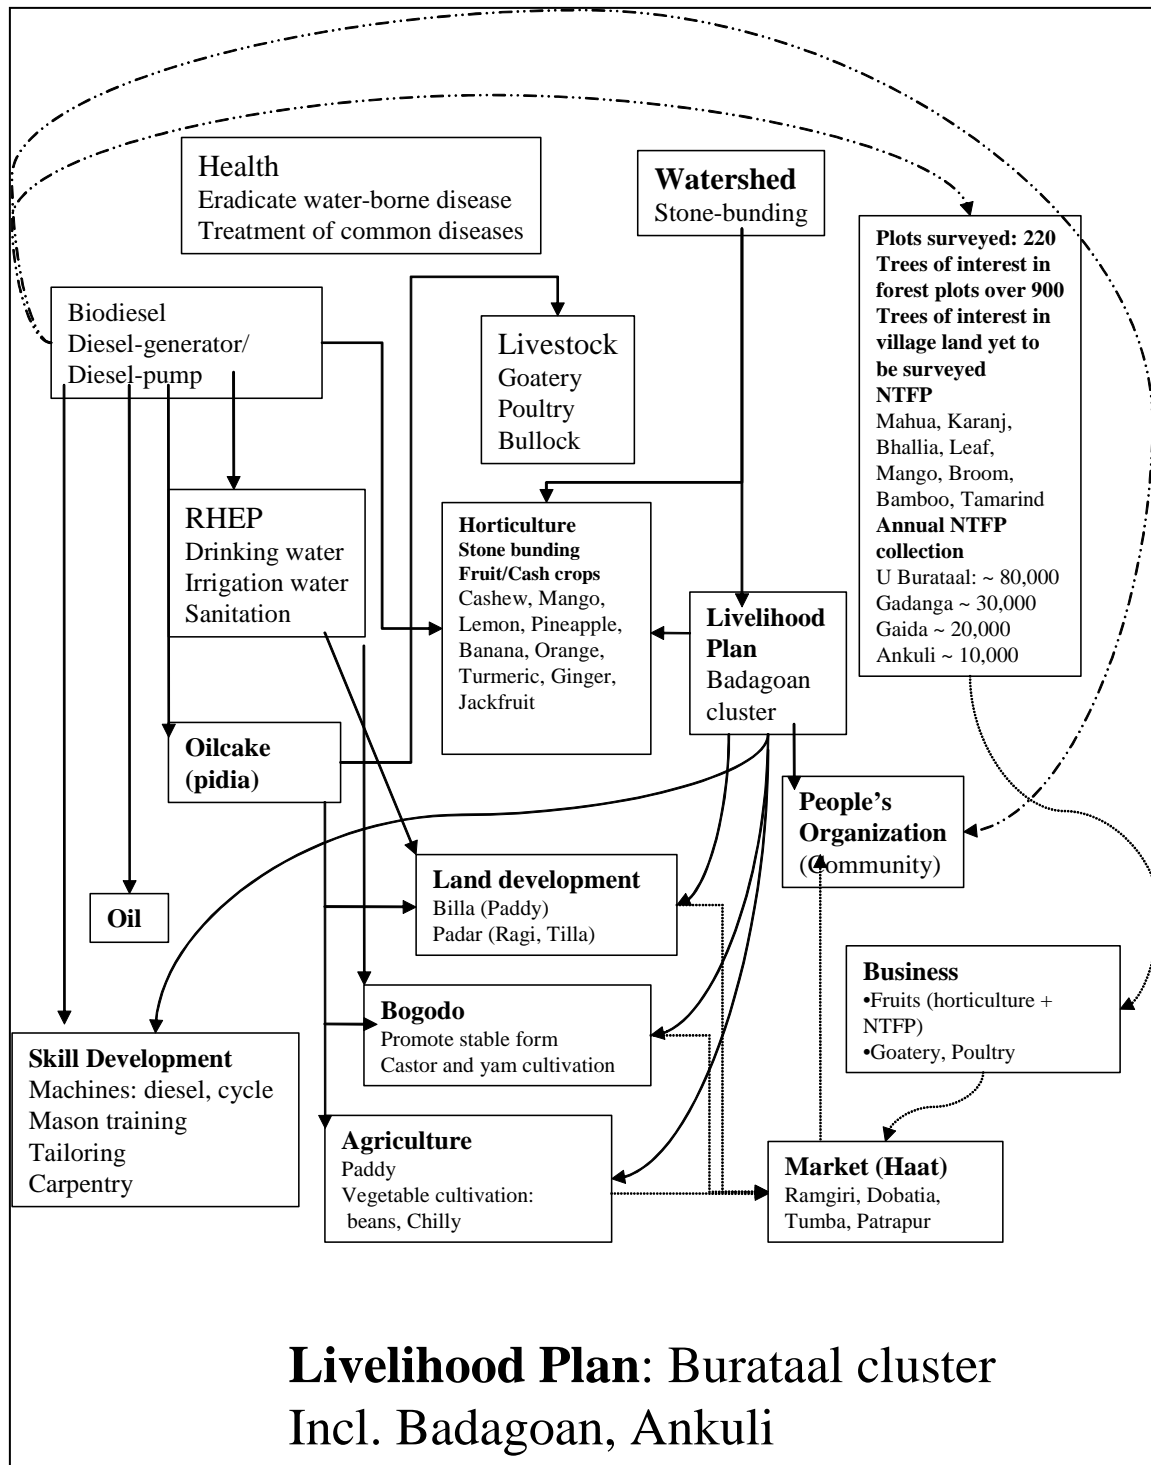 Health
Eradicate water-borne disease
Treatment of common diseases
Watershed
Stone-bunding
Plots surveyed: 220
Trees of interest in
forest plots over 900
Trees of interest in
village land yet to
be surveyed
NTFP
Mahua, Karanj,
Bhallia, Leaf,
Mango, Broom,
Bamboo, Tamarind
Annual NTFP
collection
U Burataal: ~ 80,000
Gadanga ~ 30,000
Gaida ~ 20,000
Ankuli ~ 10,000
Biodiesel
Diesel-generator/
Diesel-pump
Livestock
Goatery
Poultry
Bullock
RHEP
Drinking water
Irrigation water
Sanitation
Horticulture
Stone bunding
Fruit/Cash crops
Cashew, Mango,
Lemon, Pineapple,
Banana, Orange,
Turmeric, Ginger,
Jackfruit
Livelihood
Plan
Badagoan
cluster
Oilcake
(pidia)
People's
Organization
(Community)
Land development
Billa (Paddy)
Padar (Ragi, Tilla)
Oil
Business
•Fruits (horticulture +
NTFP)
•Goatery, Poultry
Bogodo
Promote stable form
Castor and yam cultivation
Skill Development
Machines: diesel, cycle
Mason training
Tailoring
Carpentry
Agriculture
Paddy
Vegetable cultivation:
beans, Chilly
Market (Haat)
Ramgiri, Dobatia,
Tumba, Patrapur
Livelihood Plan: Burataal cluster
Incl. Badagoan, Ankuli